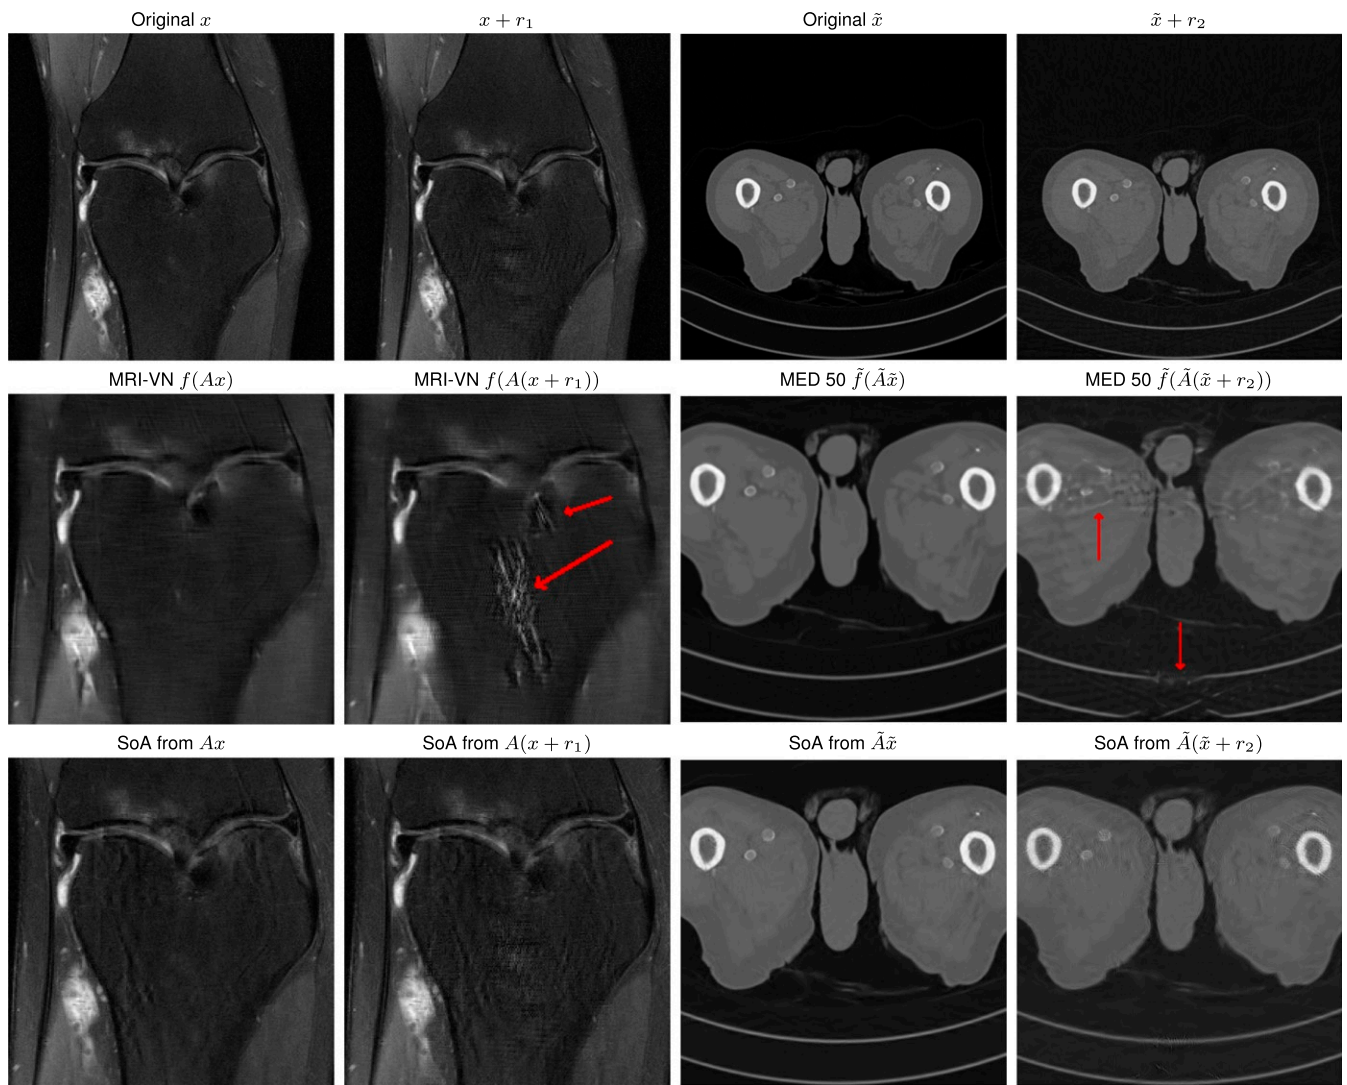 Original x
x + r₁
Original x̃
x̃ + r₂
MRI-VN f(Ax)
MRI-VN f(A(x + r₁))
MED 50 f̃(Ãx̃)
MED 50 f̃(Ã(x̃ + r₂))
SoA from Ax
SoA from A(x + r₁)
SoA from Ãx̃
SoA from Ã(x̃ + r₂)